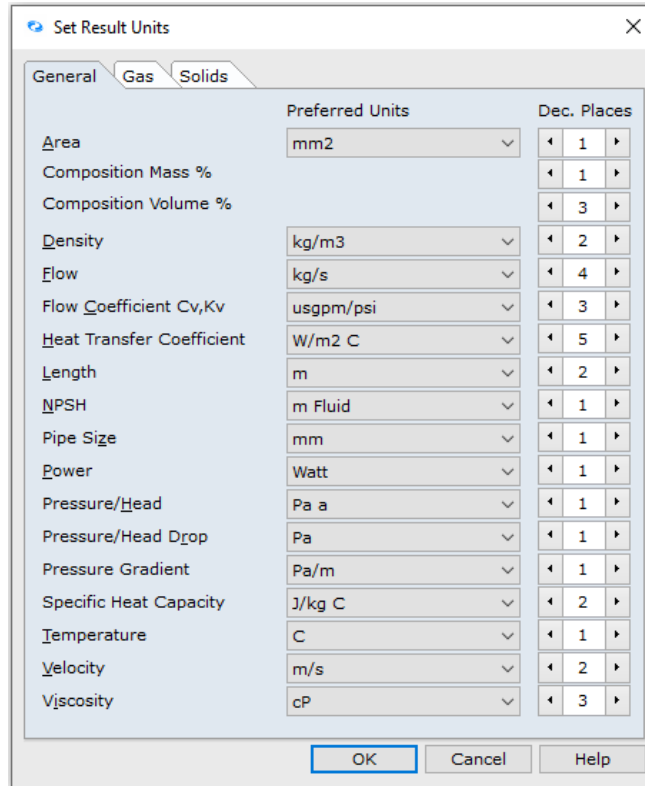 Set Result Units
General Gas Solids
Preferred Units Dec. Places
Area mm2 1
Composition Mass % 1
Composition Volume % 3
Density kg/m3 2
Flow kg/s 4
Flow Coefficient Cv,Kv usgpm/psi 3
Heat Transfer Coefficient W/m2 C 5
Length m 2
NPSH m Fluid 1
Pipe Size mm 1
Power Watt 1
Pressure/Head Pa a 1
Pressure/Head Drop Pa 1
Pressure Gradient Pa/m 1
Specific Heat Capacity J/kg C 2
Temperature C 1
Velocity m/s 2
Viscosity cP 3
OK Cancel Help